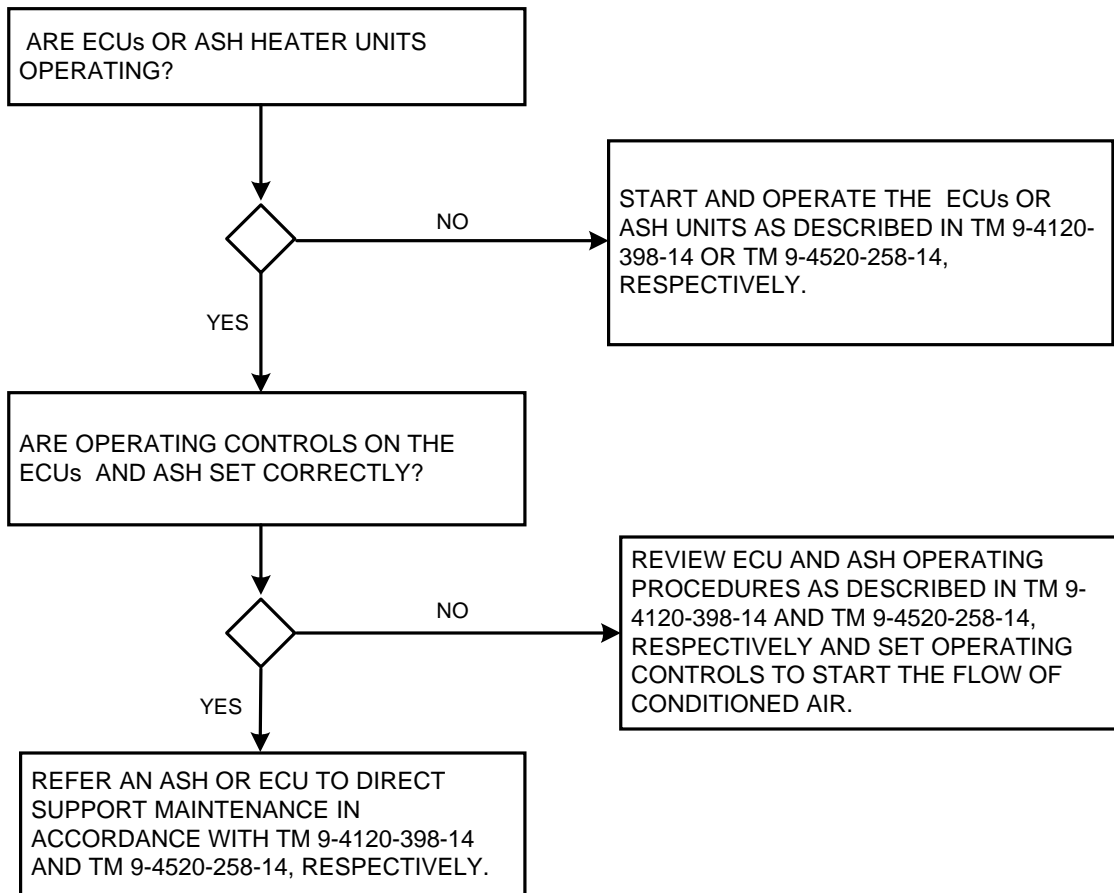 ARE ECUs OR ASH HEATER UNITS
OPERATING?
NO
START AND OPERATE THE ECUs OR
ASH UNITS AS DESCRIBED IN TM 9-4120-
398-14 OR TM 9-4520-258-14,
RESPECTIVELY.
YES
ARE OPERATING CONTROLS ON THE
ECUs AND ASH SET CORRECTLY?
NO
REVIEW ECU AND ASH OPERATING
PROCEDURES AS DESCRIBED IN TM 9-
4120-398-14 AND TM 9-4520-258-14,
RESPECTIVELY AND SET OPERATING
CONTROLS TO START THE FLOW OF
CONDITIONED AIR.
YES
REFER AN ASH OR ECU TO DIRECT
SUPPORT MAINTENANCE IN
ACCORDANCE WITH TM 9-4120-398-14
AND TM 9-4520-258-14, RESPECTIVELY.